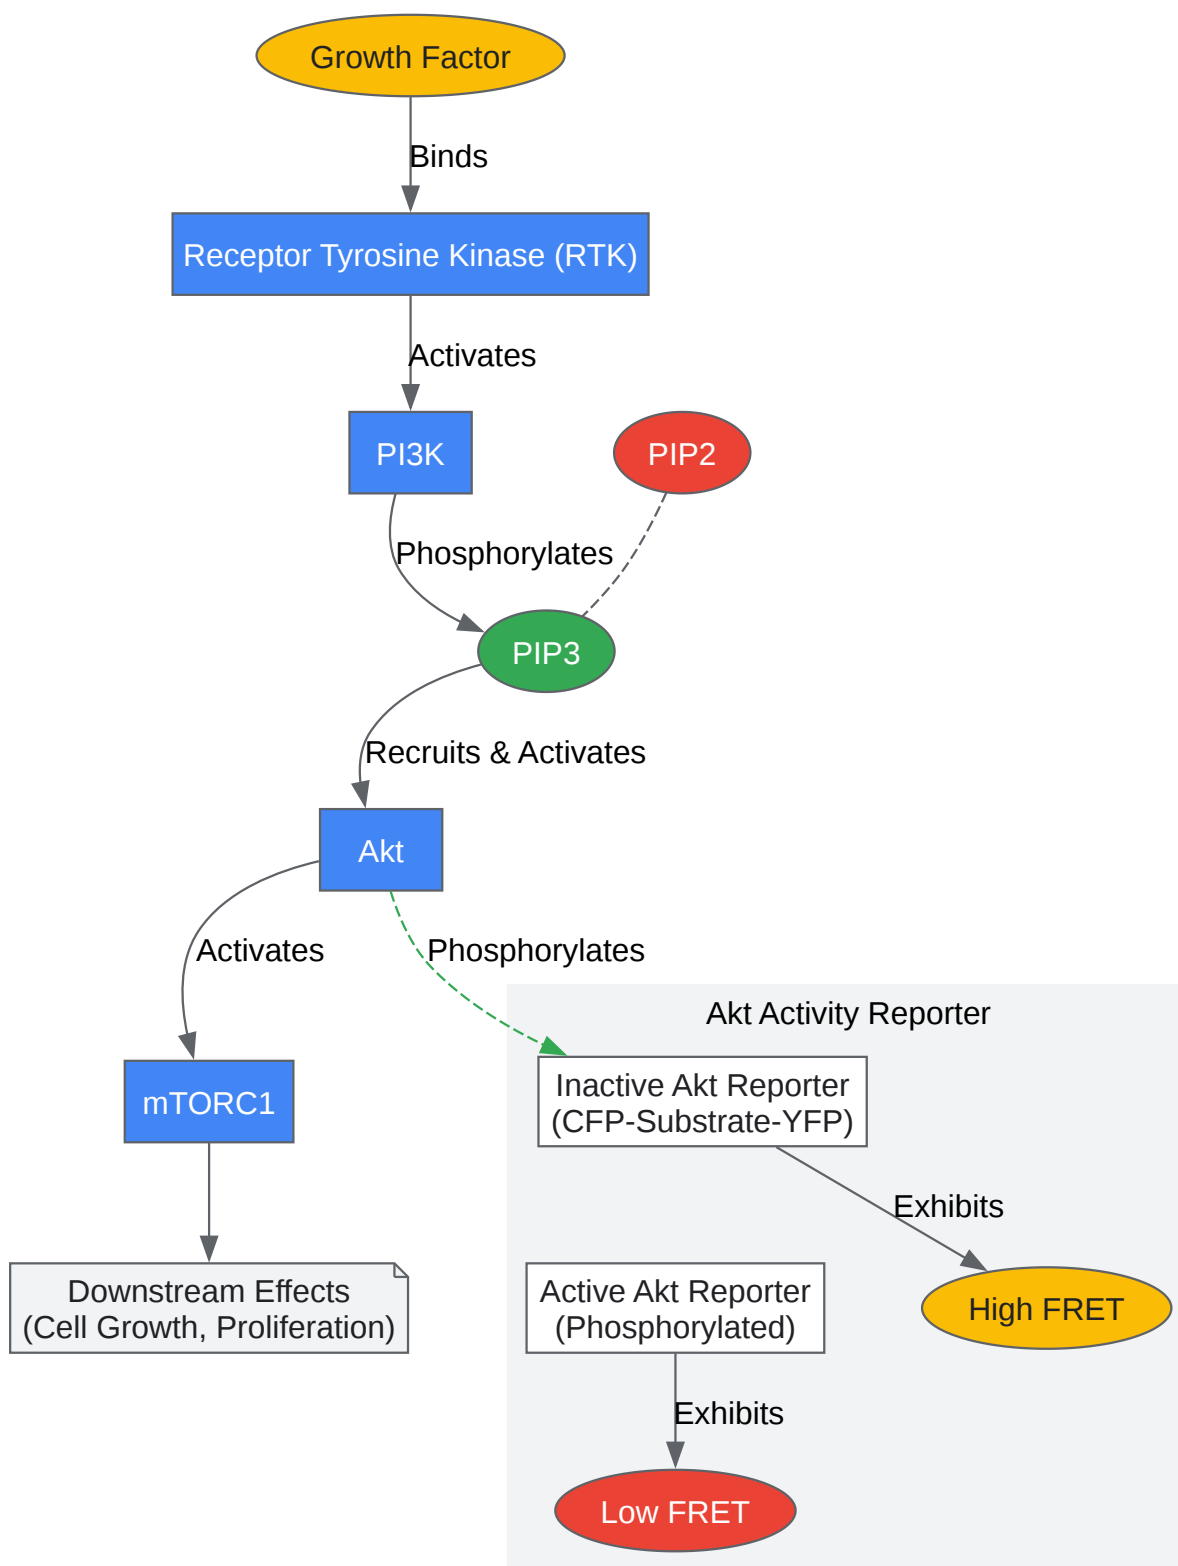 Growth Factor
Binds
Receptor Tyrosine Kinase (RTK)
Activates
PI3K
PIP2
Phosphorylates
PIP3
Recruits & Activates
Akt
Activates
Phosphorylates
Akt Activity Reporter
Inactive Akt Reporter
(CFP-Substrate-YFP)
mTORC1
Exhibits
Downstream Effects
(Cell Growth, Proliferation)
Active Akt Reporter
(Phosphorylated)
High FRET
Exhibits
Low FRET